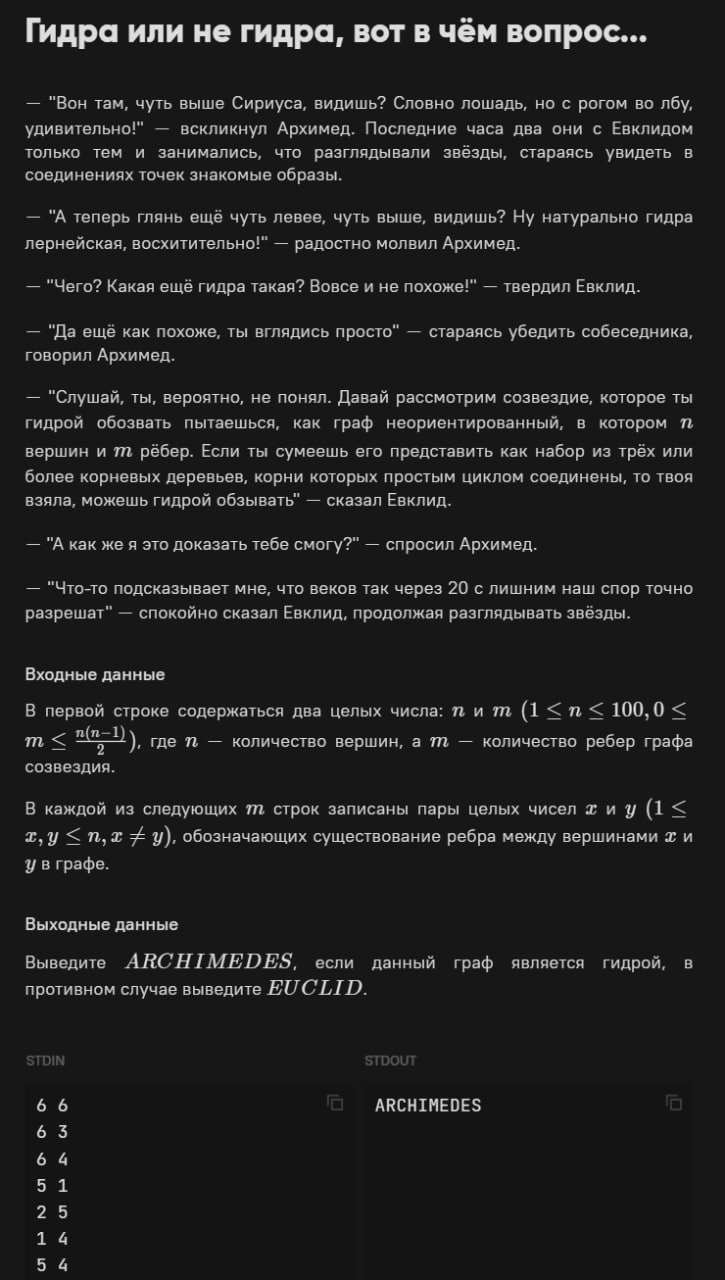 Гидра или не гидра, вот в чём вопрос...
— "Вон там, чуть выше Сириуса, видишь? Словно лошадь, но с рогом во лбу,
удивительно!" — вскликнул Архимед. Последние часа два они с Евклидом
только тем и занимались, что разглядывали звёзды, стараясь увидеть в
соединениях точек знакомые образы.
— "А теперь глянь ещё чуть левее, чуть выше, видишь? Ну натурально гидра
лернейская, восхитительно!" — радостно молвил Архимед.
— "Чего? Какая ещё гидра такая? Вовсе и не похоже!" — твердил Евклид.
— "Да ещё как похоже, ты вглядись просто" — стараясь убедить собеседника,
говорил Архимед.
— "Слушай, ты, вероятно, не понял. Давай рассмотрим созвездие, которое ты
гидрой обозвать пытаешься, как граф неориентированный, в котором n
вершин и m рёбер. Если ты сумеешь его представить как набор из трёх или
более корневых деревьев, корни которых простым циклом соединены, то твоя
взяла, можешь гидрой обзывать" — сказал Евклид.
— "А как же я это доказать тебе смогу?" — спросил Архимед.
— "Что-то подсказывает мне, что веков так через 20 с лишним наш спор точно
разрешат" — спокойно сказал Евклид, продолжая разглядывать звёзды.
Входные данные
В первой строке содержаться два целых числа: n и m (1 ≤ n ≤ 100, 0 ≤
m ≤ n(n−1)/2), где n — количество вершин, а m — количество ребер графа
созвездия.
В каждой из следующих m строк записаны пары целых чисел x и y (1 ≤
x, y ≤ n, x ≠ y), обозначающих существование ребра между вершинами x и
y в графе.
Выходные данные
Выведите ARCHIMEDES, если данный граф является гидрой, в
противном случае выведите EUCLID.
STDIN STDOUT
6 6 ARCHIMEDES
6 3
6 4
5 1
2 5
1 4
5 4